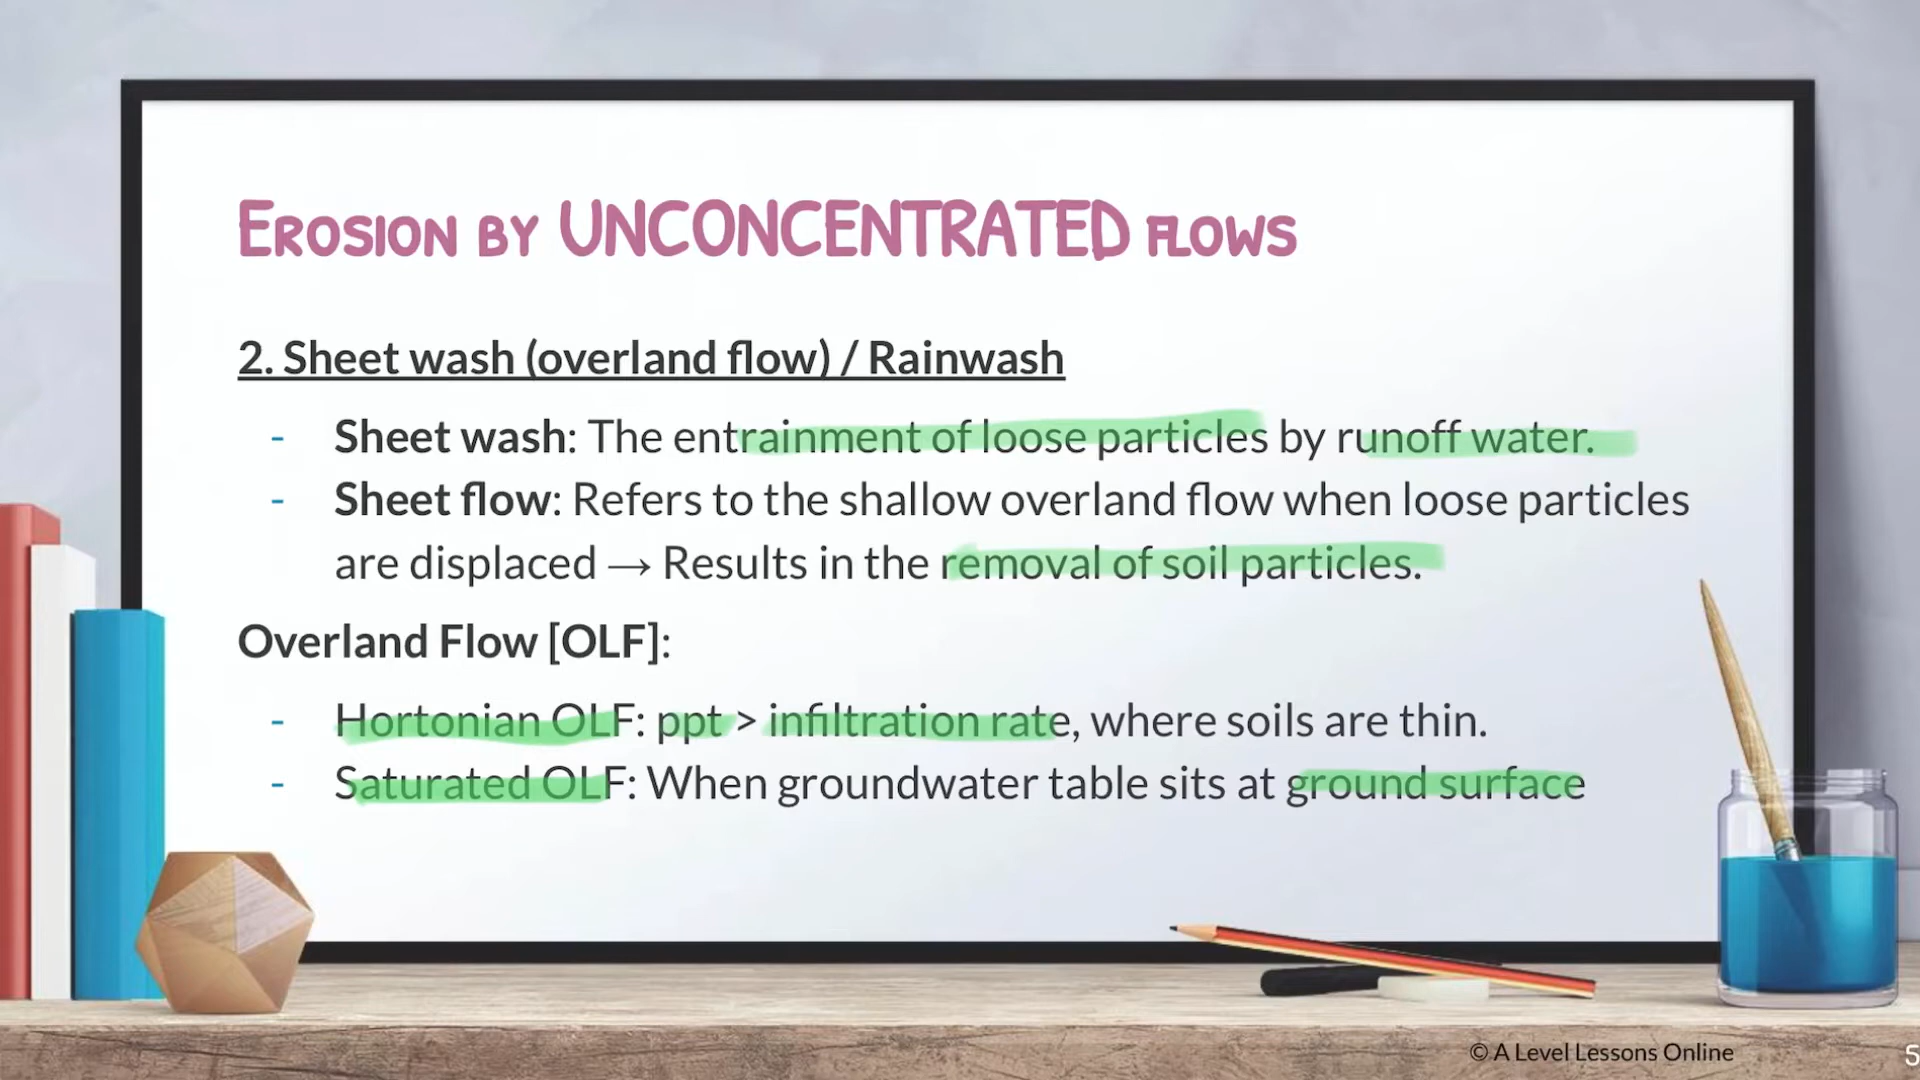 Erosion by UNCONCENTRATED flows
2. Sheet wash (overland flow) / Rainwash
- Sheet wash: The entrainment of loose particles by runoff water.
- Sheet flow: Refers to the shallow overland flow when loose particles
are displaced → Results in the removal of soil particles.
Overland Flow [OLF]:
- Hortonian OLF: ppt > infiltration rate, where soils are thin.
- Saturated OLF: When groundwater table sits at ground surface
© A Level Lessons Online
5